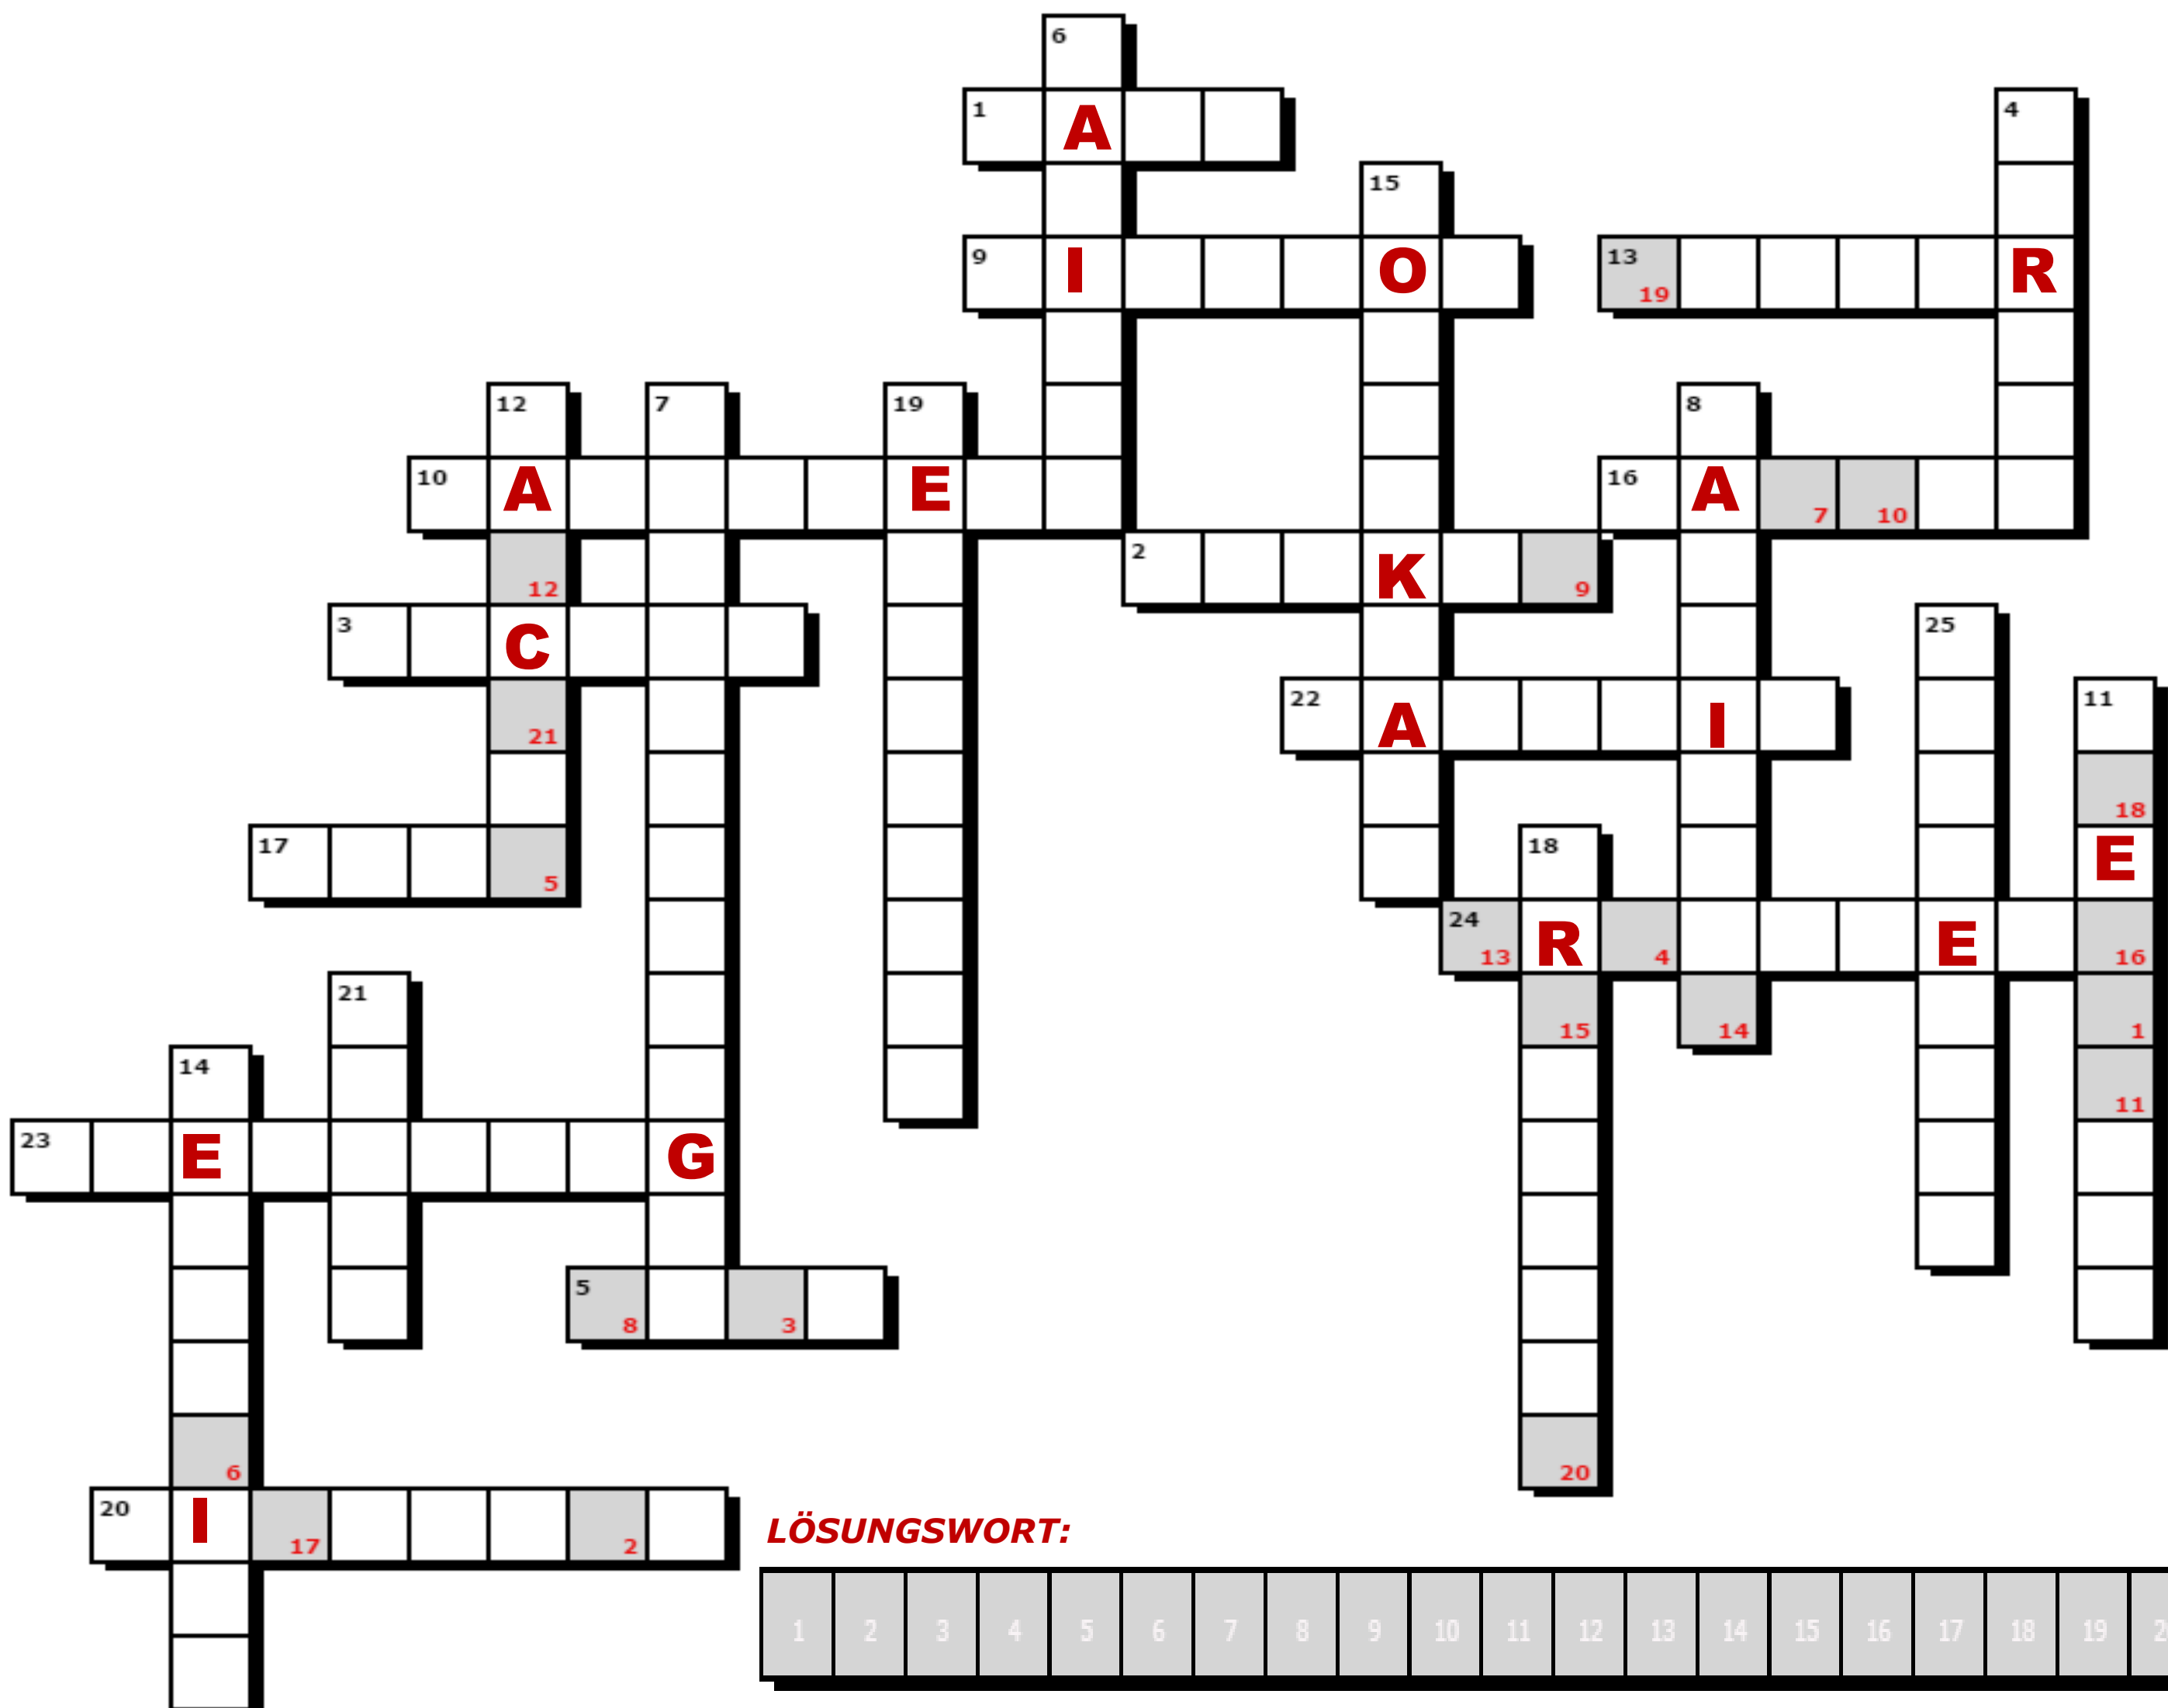 6
1 A 4
15
9 I O 13 19 R
12 7 19 8
10 A E 16 A 7 10
12 2 K 9
3 C 25
21 22 A I 11
18
17 5 18 E
24 13 R 4 E 16
21 15 14 1
14 11
23 E G
5 8 3
6 20
20 I 17 2
LÖSUNGSWORT:
1 2 3 4 5 6 7 8 9 10 11 12 13 14 15 16 17 18 19